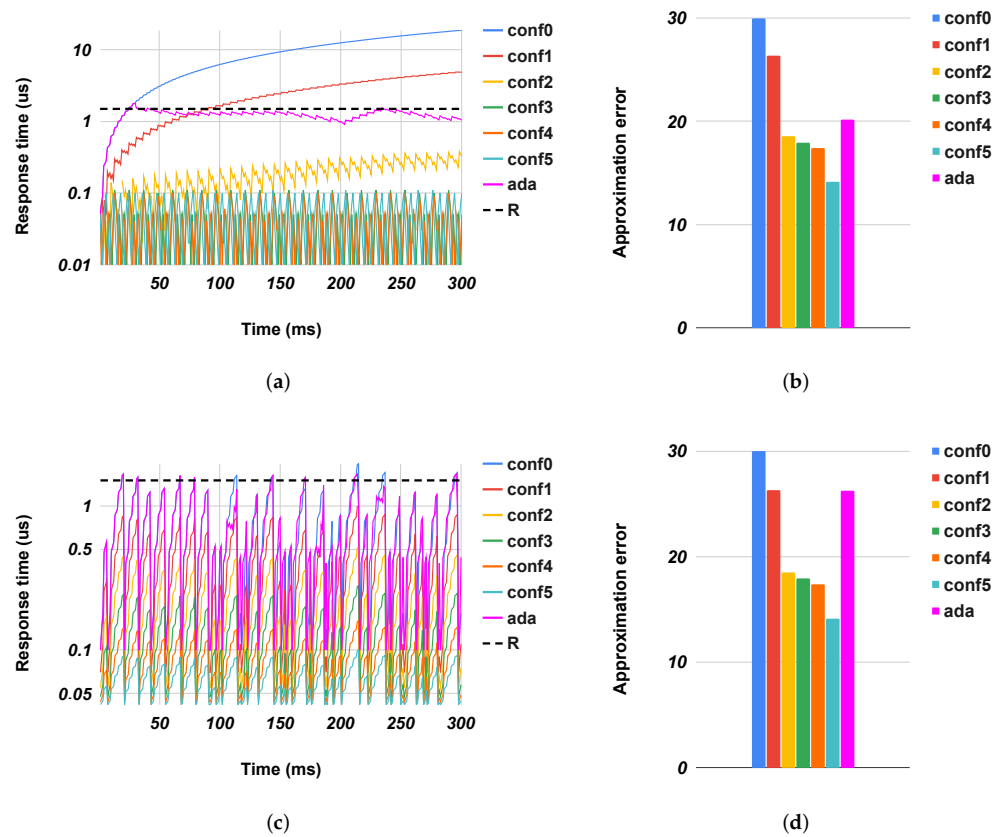 Response time (us)
10
1
0.1
0.01
50
100
150
200
250
300
Time (ms)
conf0
conf1
conf2
conf3
conf4
conf5
ada
R
(a)
Approximation error
30
20
10
0
conf0
conf1
conf2
conf3
conf4
conf5
ada
(b)
Response time (us)
1
0.5
0.1
0.05
50
100
150
200
250
300
Time (ms)
conf0
conf1
conf2
conf3
conf4
conf5
ada
R
(c)
Approximation error
30
20
10
0
conf0
conf1
conf2
conf3
conf4
conf5
ada
(d)